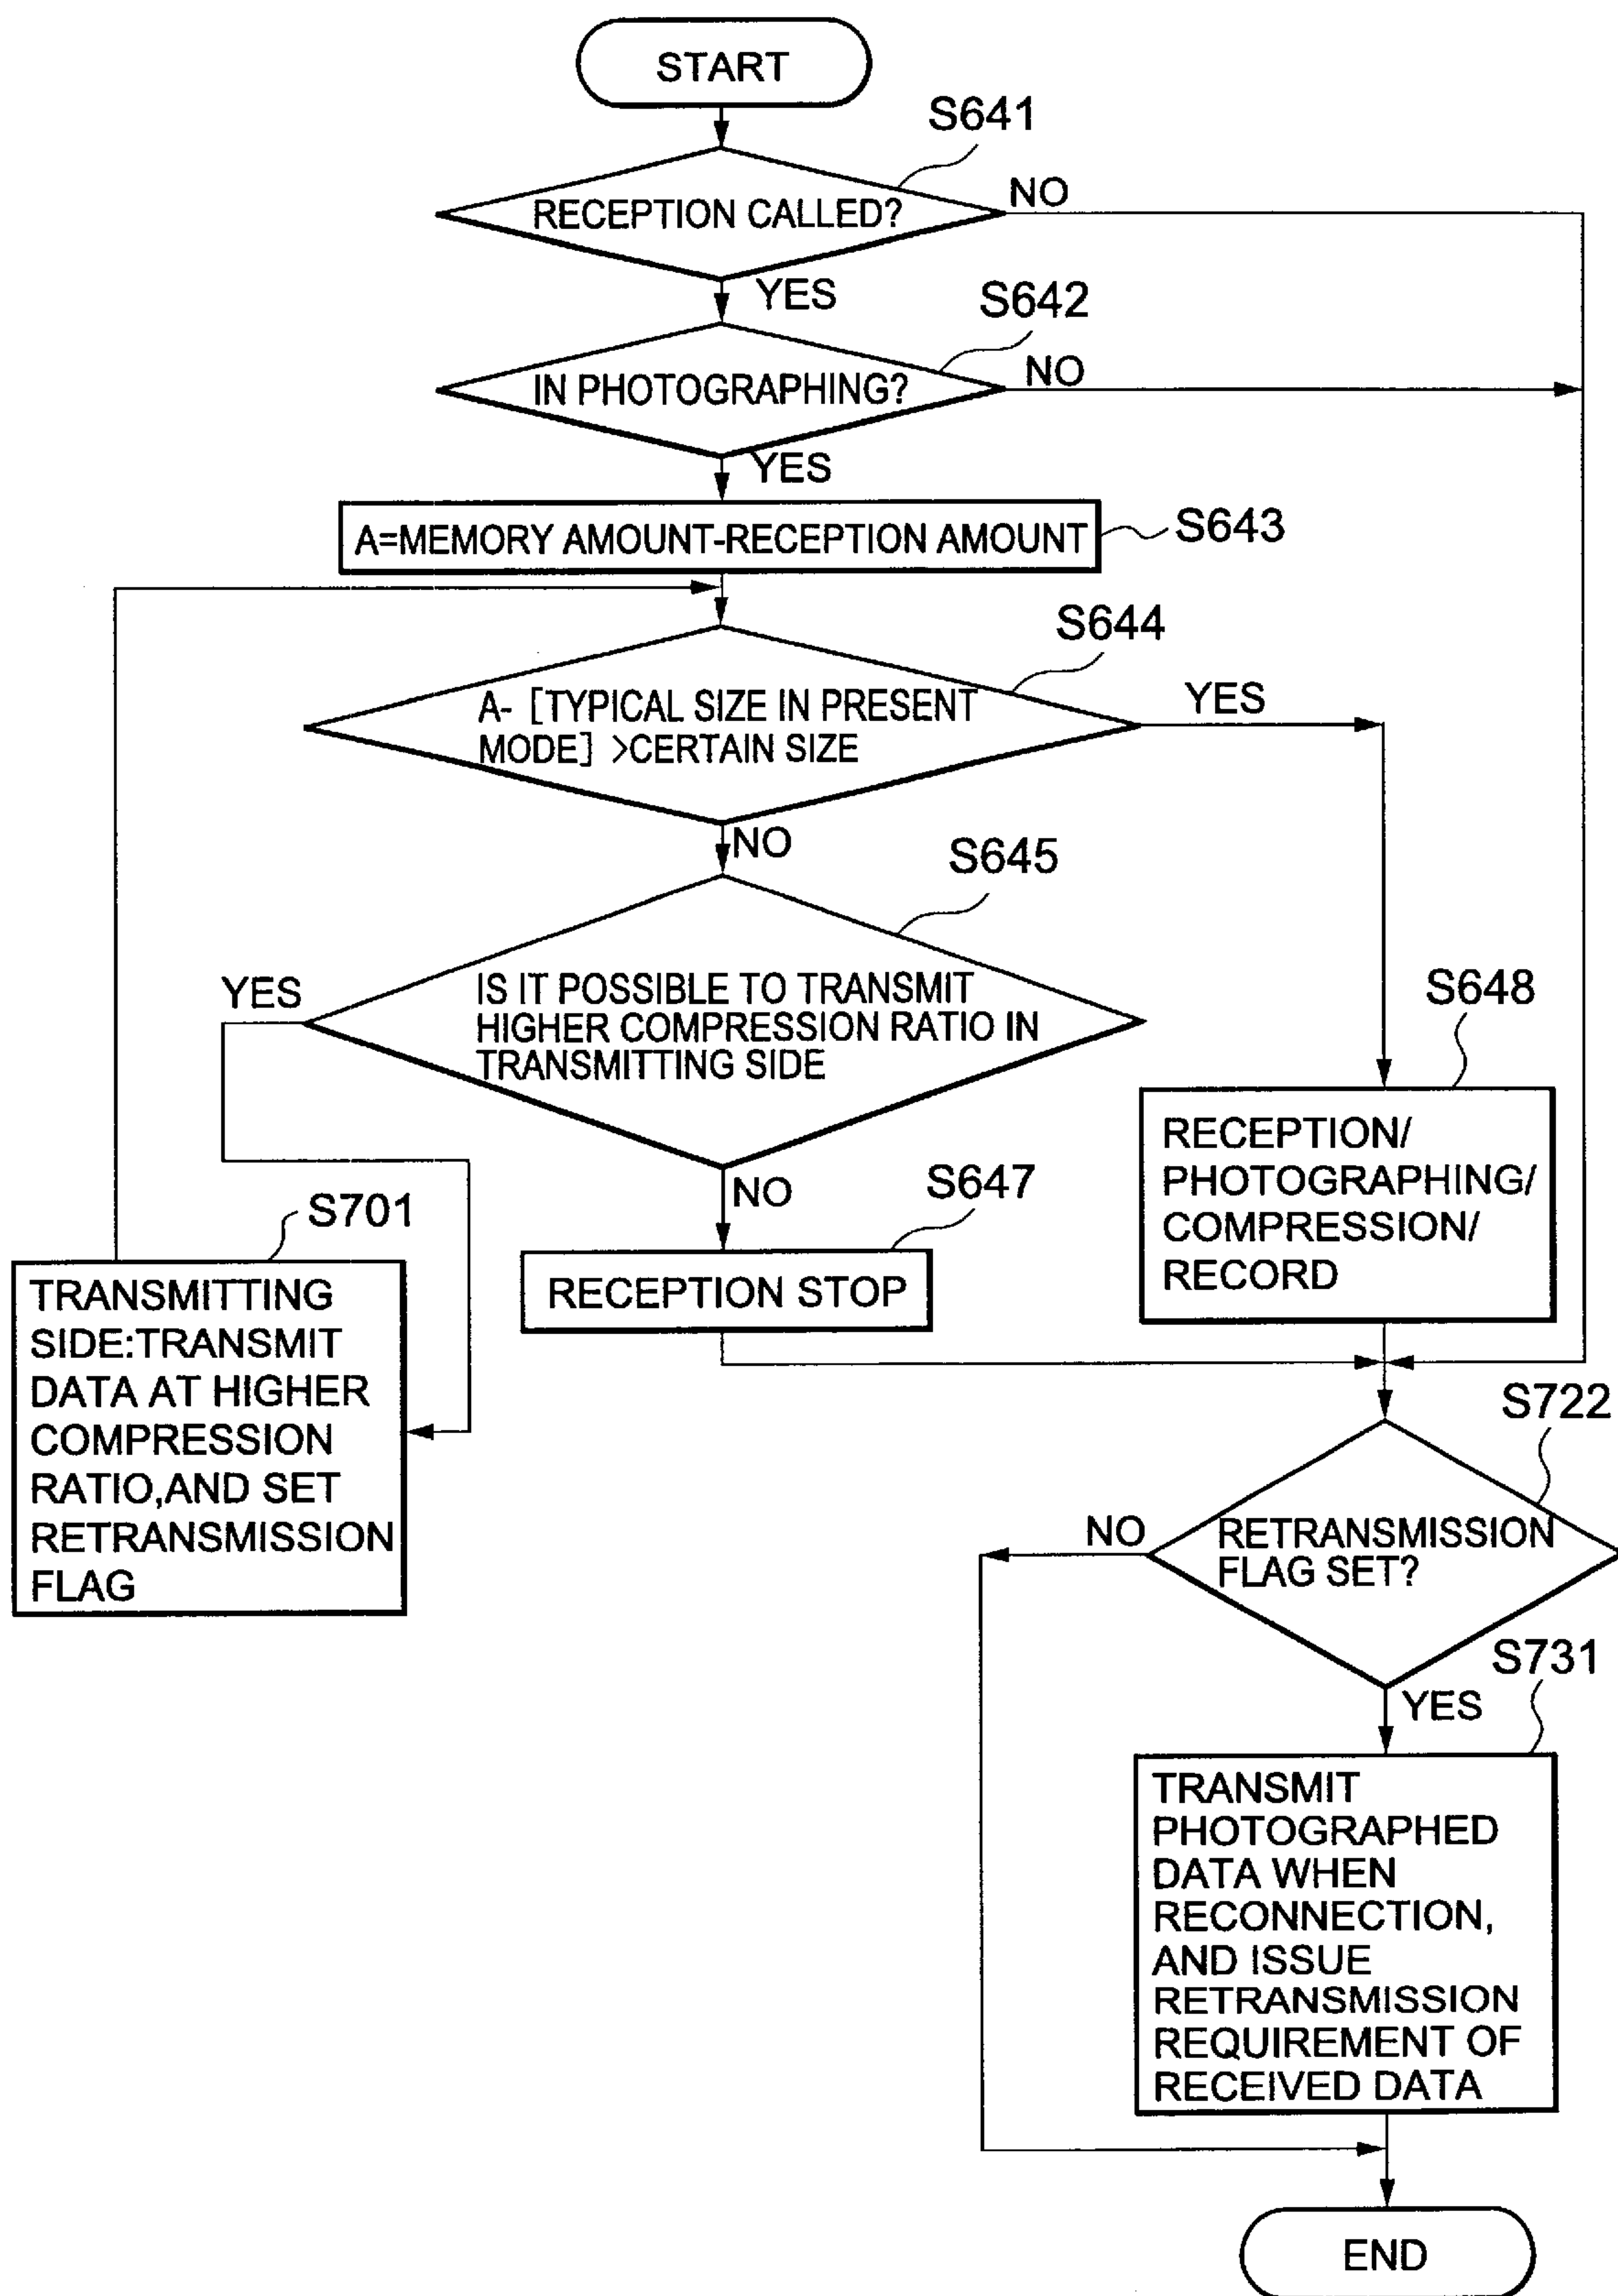 START
S641
RECEPTION CALLED?
NO
YES
S642
IN PHOTOGRAPHING?
NO
YES
A=MEMORY AMOUNT-RECEPTION AMOUNT
S643
S644
A- [TYPICAL SIZE IN PRESENT
MODE] >CERTAIN SIZE
YES
NO
S645
IS IT POSSIBLE TO TRANSMIT
HIGHER COMPRESSION RATIO IN
TRANSMITTING SIDE
YES
NO
S648
RECEPTION/
PHOTOGRAPHING/
COMPRESSION/
RECORD
S647
RECEPTION STOP
S701
TRANSMITTING
SIDE:TRANSMIT
DATA AT HIGHER
COMPRESSION
RATIO,AND SET
RETRANSMISSION
FLAG
S722
RETRANSMISSION
FLAG SET?
NO
YES
S731
TRANSMIT
PHOTOGRAPHED
DATA WHEN
RECONNECTION,
AND ISSUE
RETRANSMISSION
REQUIREMENT OF
RECEIVED DATA
END